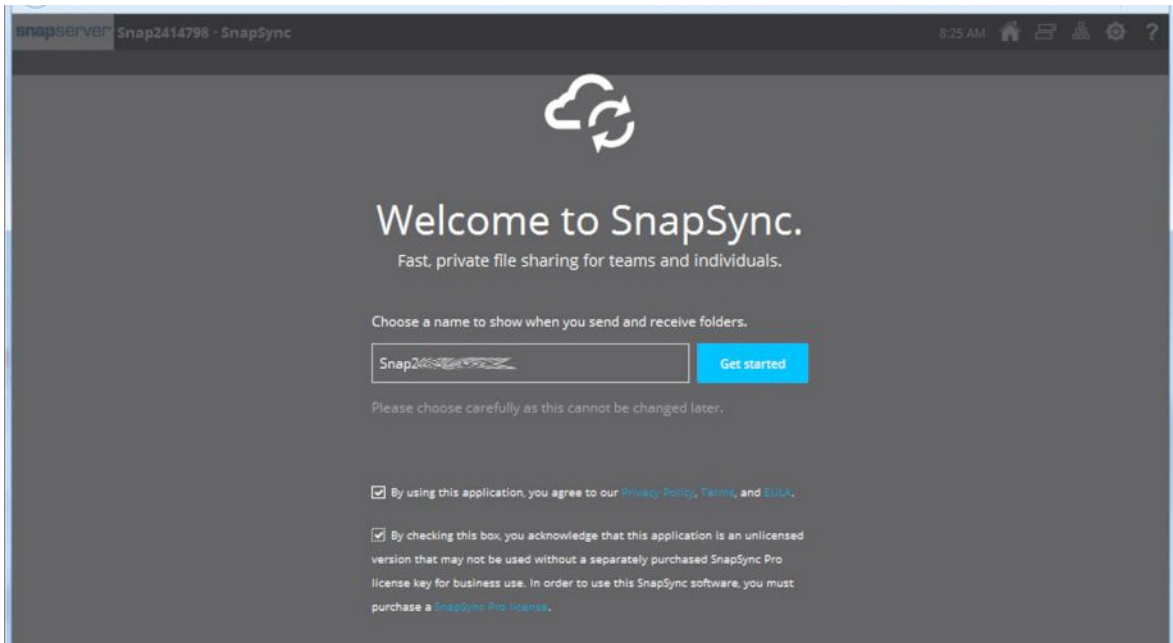 snapserver Snap2414798 - SnapSync 8:25 AM ?
Welcome to SnapSync.
Fast, private file sharing for teams and individuals.
Choose a name to show when you send and receive folders.
Snap2
Get started
Please choose carefully as this cannot be changed later.
By using this application, you agree to our Privacy Policy, Terms, and EULA.
By checking this box, you acknowledge that this application is an unlicensed
version that may not be used without a separately purchased SnapSync Pro
license key for business use. In order to use this SnapSync software, you must
purchase a SnapSync Pro license.